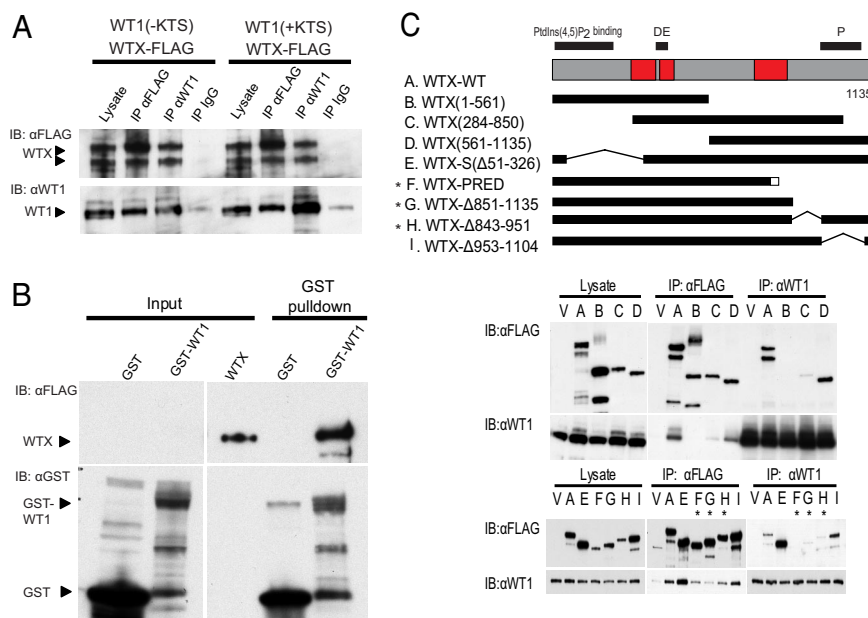 A
WT1(-KTS) WT1(+KTS)
WTX-FLAG WTX-FLAG
Lysate IP αFLAG IP αWT1 IP IgG Lysate IP αFLAG IP αWT1 IP IgG
IB: αFLAG
WTX
IB: αWT1
WT1
B
Input GST pulldown
GST GST-WT1 WTX GST GST-WT1
IB: αFLAG
WTX
IB: αGST
GST-
WT1
GST
C
PtdIns(4,5)P2 binding DE P
A. WTX-WT
1135
B. WTX(1-561)
C. WTX(284-850)
D. WTX(561-1135)
E. WTX-S(Δ51-326)
* F. WTX-PRED
* G. WTX-Δ851-1135
* H. WTX-Δ843-951
I. WTX-Δ953-1104
Lysate IP: αFLAG IP: αWT1
V A B C D V A B C D V A B C D
IB:αFLAG
IB:αWT1
Lysate IP: αFLAG IP: αWT1
V A E F G H I V A E F G H I V A E F G H I
* * * * * *
IB:αFLAG
IB:αWT1